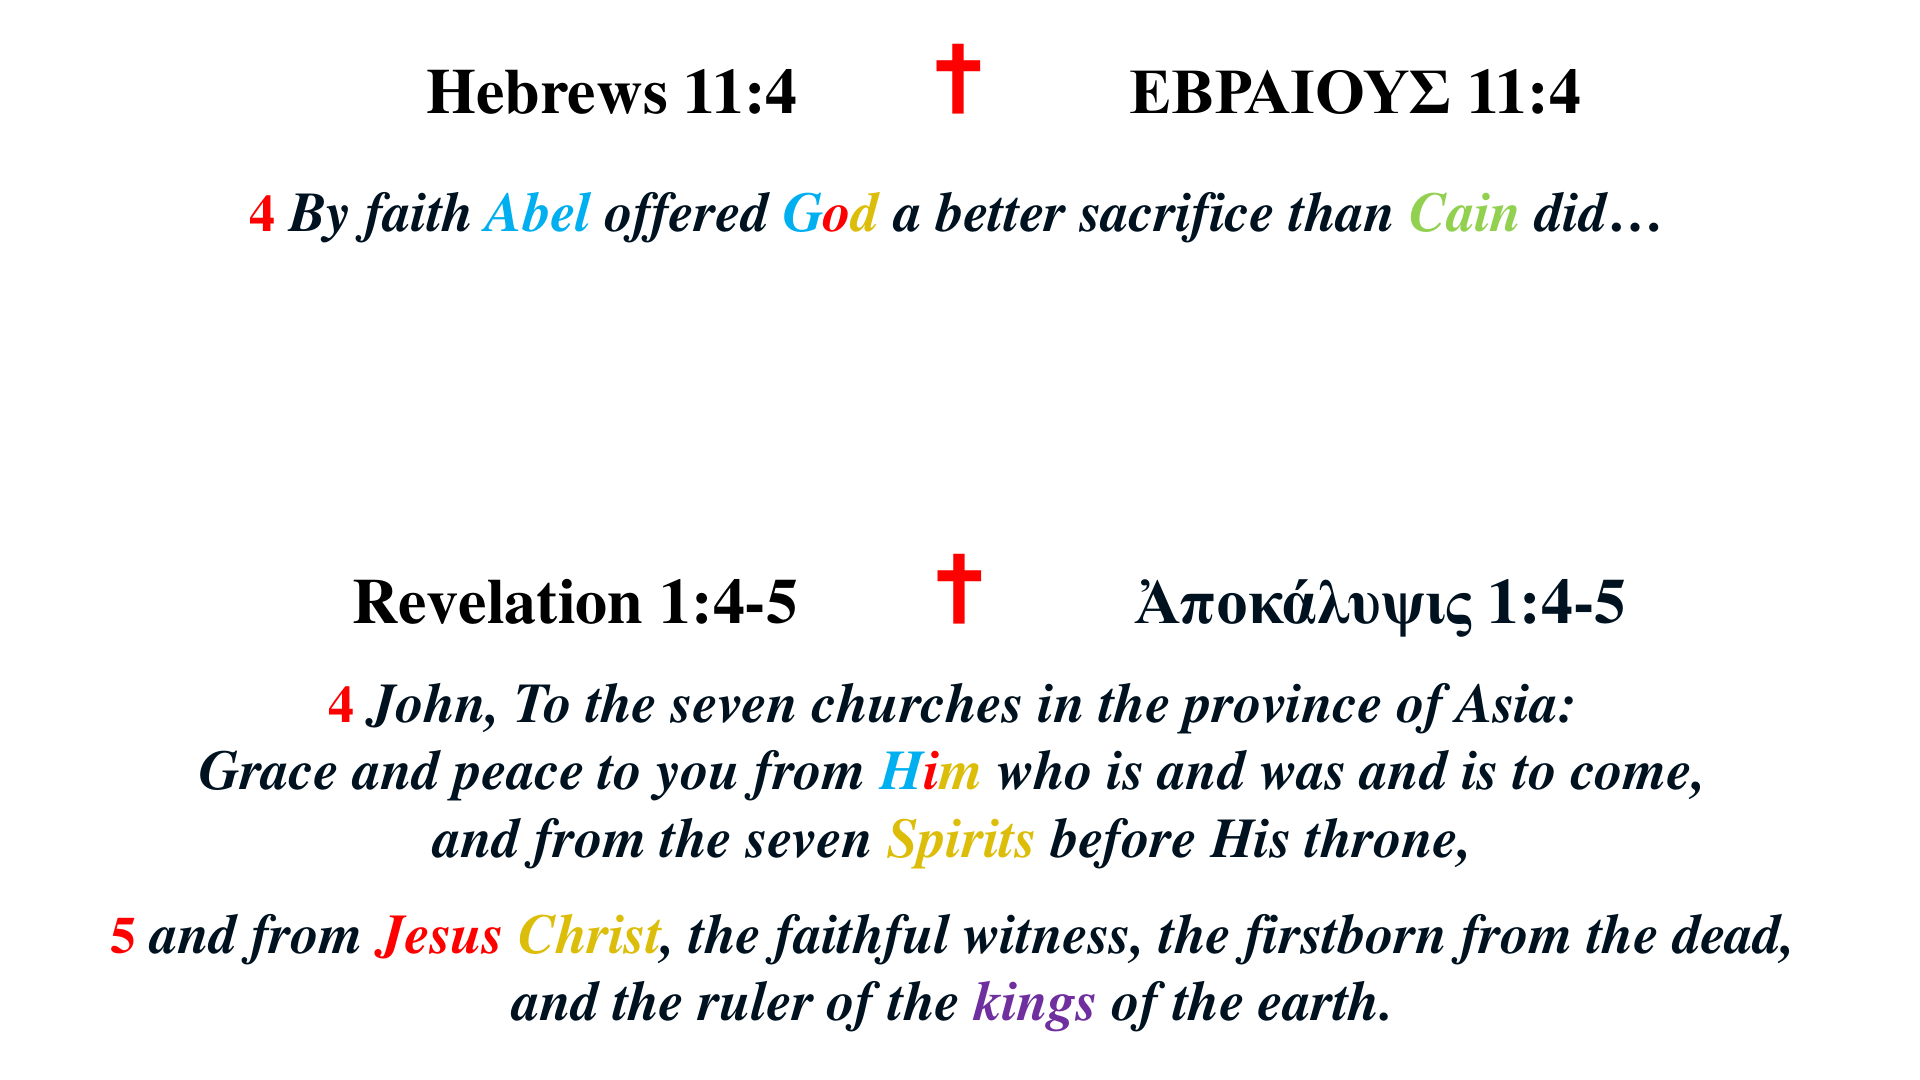 Hebrews 11:4 ✝ ΕΒΡΑΙΟΥΣ 11:4
4 By faith Abel offered God a better sacrifice than Cain did…
Revelation 1:4-5 ✝ Ἀποκάλυψις 1:4-5
4 John, To the seven churches in the province of Asia:
Grace and peace to you from Him who is and was and is to come,
and from the seven Spirits before His throne,
5 and from Jesus Christ, the faithful witness, the firstborn from the dead,
and the ruler of the kings of the earth.